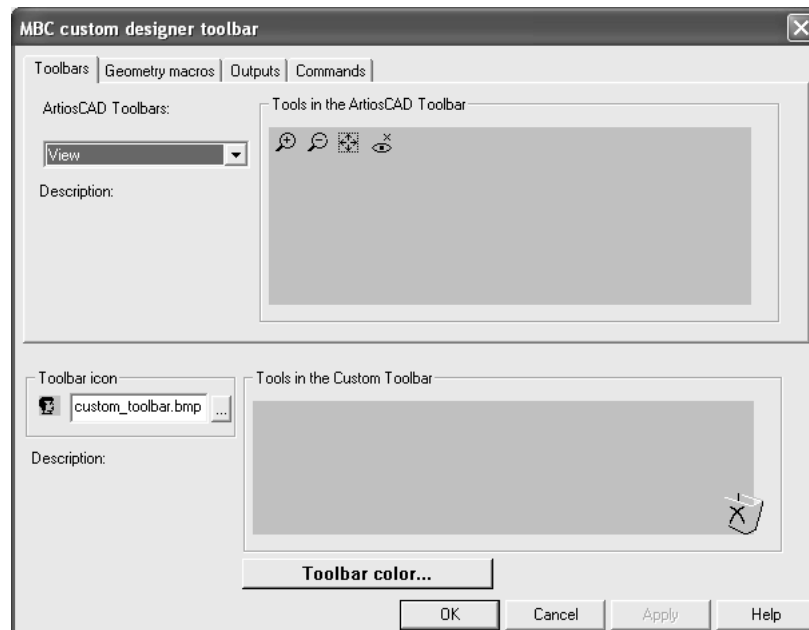 MBC custom designer toolbar
Toolbars Geometry macros Outputs Commands
ArtiosCAD Toolbars:
Tools in the ArtiosCAD Toolbar
View
Description:
Toolbar icon
Tools in the Custom Toolbar
custom_toolbar.bmp ...
Description:
Toolbar color...
OK Cancel Apply Help